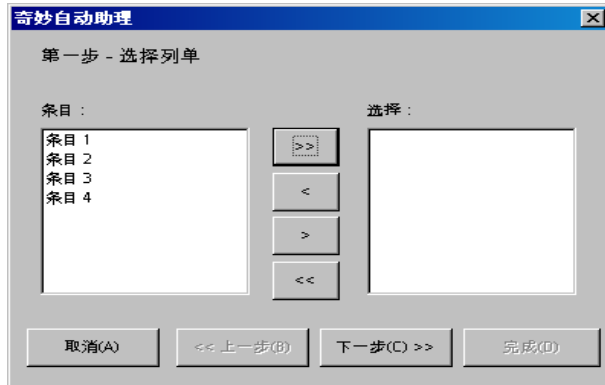 奇妙自动助理
第一步 - 选择列单
条目 :
选择 :
条目 1
条目 2
条目 3
条目 4
>>
<
>
<<
取消(A)
<< 上一步(B)
下一步(C) >>
完成(D)